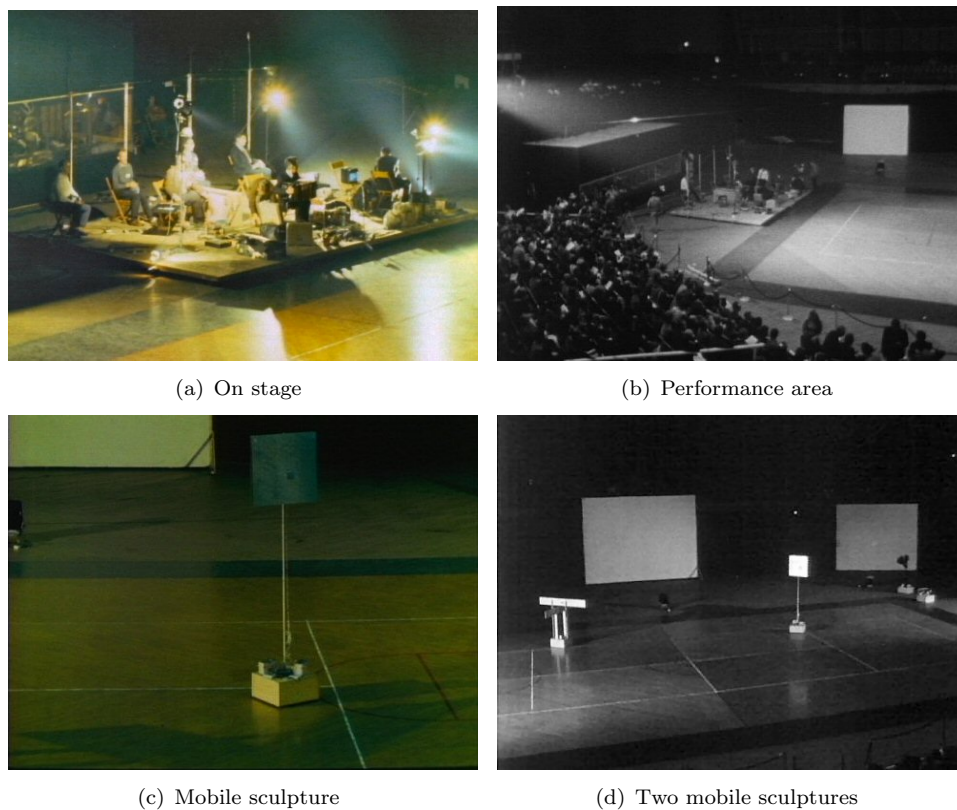 (a) On stage
(b) Performance area
(c) Mobile sculpture
(d) Two mobile sculptures